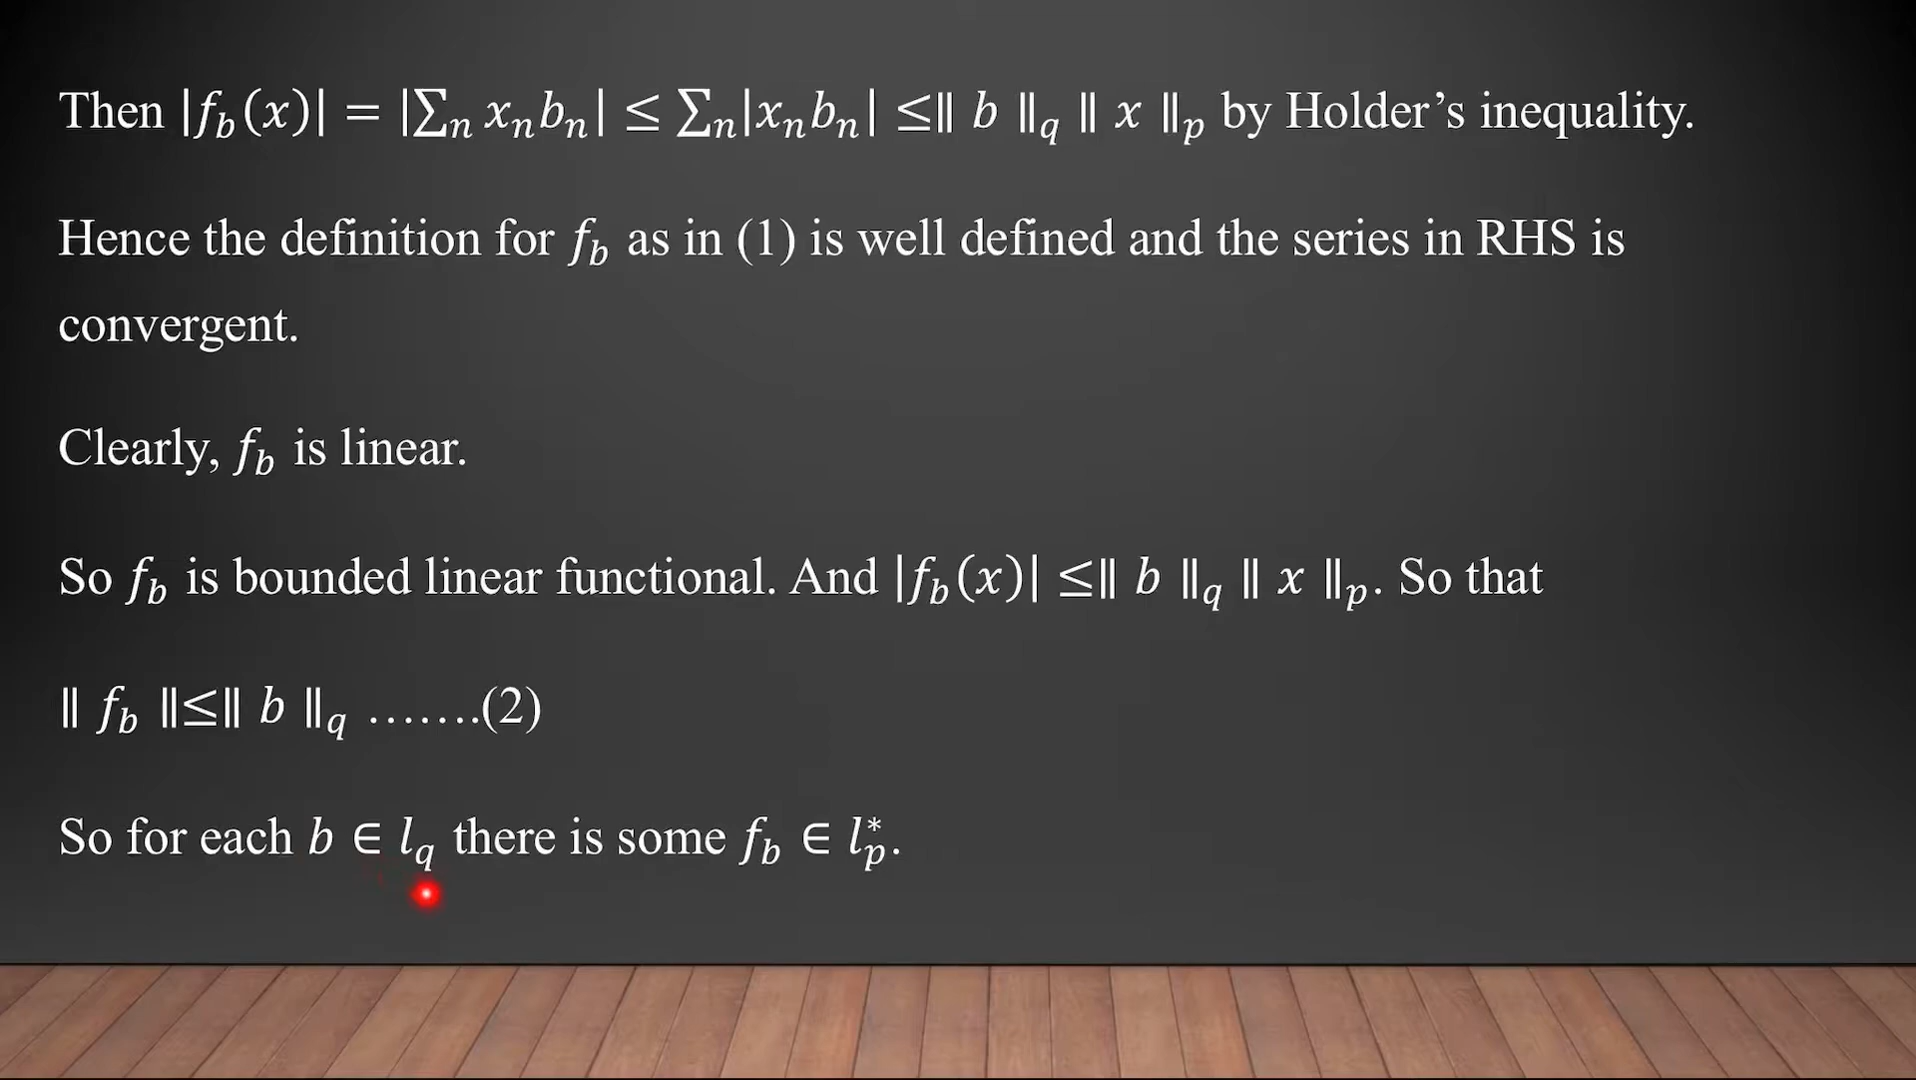 Then |f_b(x)| = |∑_n x_n b_n| ≤ ∑_n|x_n b_n| ≤∥ b ∥_q ∥ x ∥_p by Holder’s inequality.
Hence the definition for f_b as in (1) is well defined and the series in RHS is
convergent.
Clearly, f_b is linear.
So f_b is bounded linear functional. And |f_b(x)| ≤∥ b ∥_q ∥ x ∥_p. So that
∥ f_b ∥≤∥ b ∥_q …….(2)
So for each b ∈ l_q there is some f_b ∈ l_p^*.